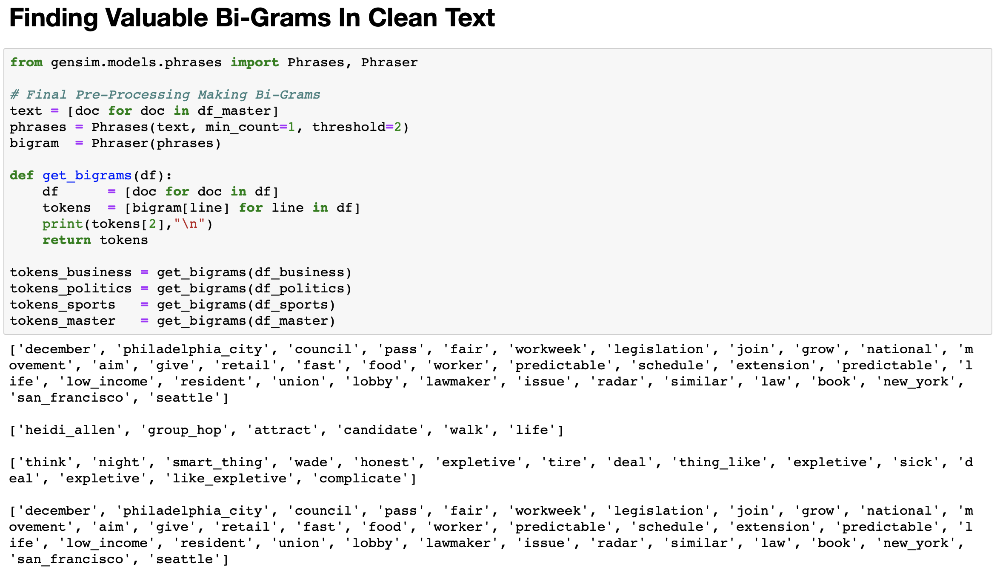 Finding Valuable Bi-Grams In Clean Text
from gensim.models.phrases import Phrases, Phraser
# Final Pre-Processing Making Bi-Grams
text = [doc for doc in df_master]
phrases = Phrases(text, min_count=1, threshold=2)
bigram  = Phraser(phrases)
def get_bigrams(df):
    df      = [doc for doc in df]
    tokens  = [bigram[line] for line in df]
    print(tokens[2],"\n")
    return tokens
tokens_business = get_bigrams(df_business)
tokens_politics = get_bigrams(df_politics)
tokens_sports   = get_bigrams(df_sports)
tokens_master   = get_bigrams(df_master)
['december', 'philadelphia_city', 'council', 'pass', 'fair', 'workweek', 'legislation', 'join', 'grow', 'national', 'm
ovement', 'aim', 'give', 'retail', 'fast', 'food', 'worker', 'predictable', 'schedule', 'extension', 'predictable', 'l
ife', 'low_income', 'resident', 'union', 'lobby', 'lawmaker', 'issue', 'radar', 'similar', 'law', 'book', 'new_york',
'san_francisco', 'seattle']
['heidi_allen', 'group_hop', 'attract', 'candidate', 'walk', 'life']
['think', 'night', 'smart_thing', 'wade', 'honest', 'expletive', 'tire', 'deal', 'thing_like', 'expletive', 'sick', 'd
eal', 'expletive', 'like_expletive', 'complicate']
['december', 'philadelphia_city', 'council', 'pass', 'fair', 'workweek', 'legislation', 'join', 'grow', 'national', 'm
ovement', 'aim', 'give', 'retail', 'fast', 'food', 'worker', 'predictable', 'schedule', 'extension', 'predictable', 'l
ife', 'low_income', 'resident', 'union', 'lobby', 'lawmaker', 'issue', 'radar', 'similar', 'law', 'book', 'new_york',
'san_francisco', 'seattle']